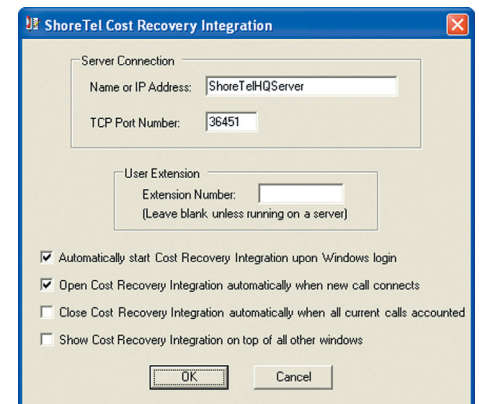 ShoreTel Cost Recovery Integration
Server Connection
Name or IP Address: ShoreTelHQServer
TCP Port Number: 36451
User Extension
Extension Number:
(Leave blank unless running on a server)
Automatically start Cost Recovery Integration upon Windows login
Open Cost Recovery Integration automatically when new call connects
Close Cost Recovery Integration automatically when all current calls accounted
Show Cost Recovery Integration on top of all other windows
OK Cancel